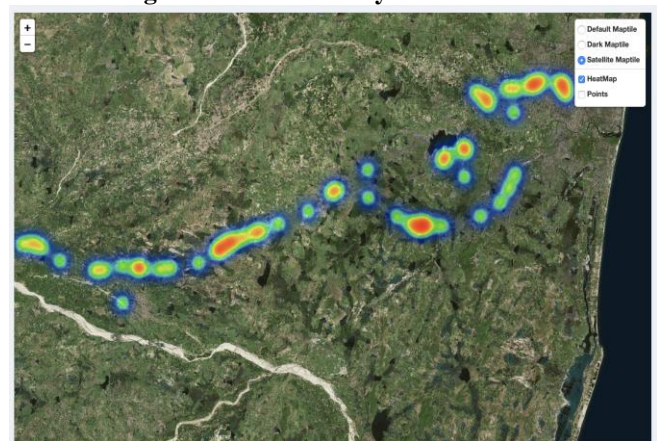 +
−
Default Maptile
Dark Maptile
Satellite Maptile
HeatMap
Points